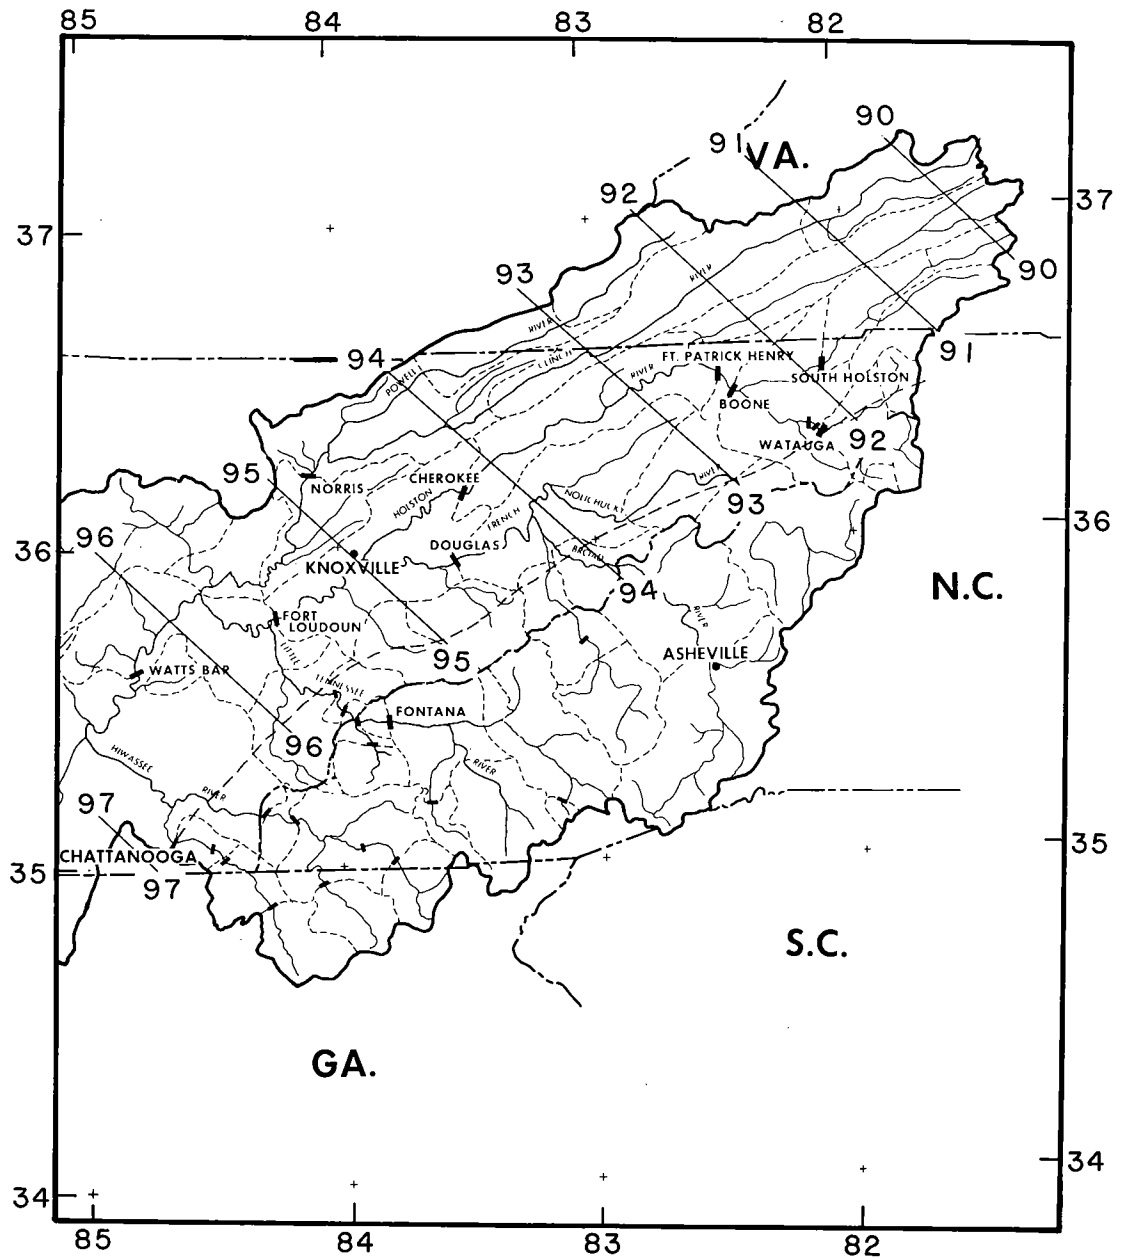 85 84 83 82
90
91
VA.
92
37
37
93
90
RIVER
RIVER
94
91
CLINCH
FT. PATRICK HENRY
POWELL
RIVER
SOUTH HOLSTON
BOONE
92
WATAUGA
95
CHEROKEE
RIVER
NORRIS
93
HOLSTON
NOLICHUCKY
FRENCH
36
96
DOUGLAS
36
BROAD
KNOXVILLE
94
N.C.
FORT
LOUDOUN
RIVER
LITTLE
95
ASHEVILLE
WATTS BAR
TENNESSEE
FONTANA
96
HIWASSEE
RIVER
RIVER
97
35
CHATTANOOGA
35
97
S.C.
GA.
34
34
85 84 83 82